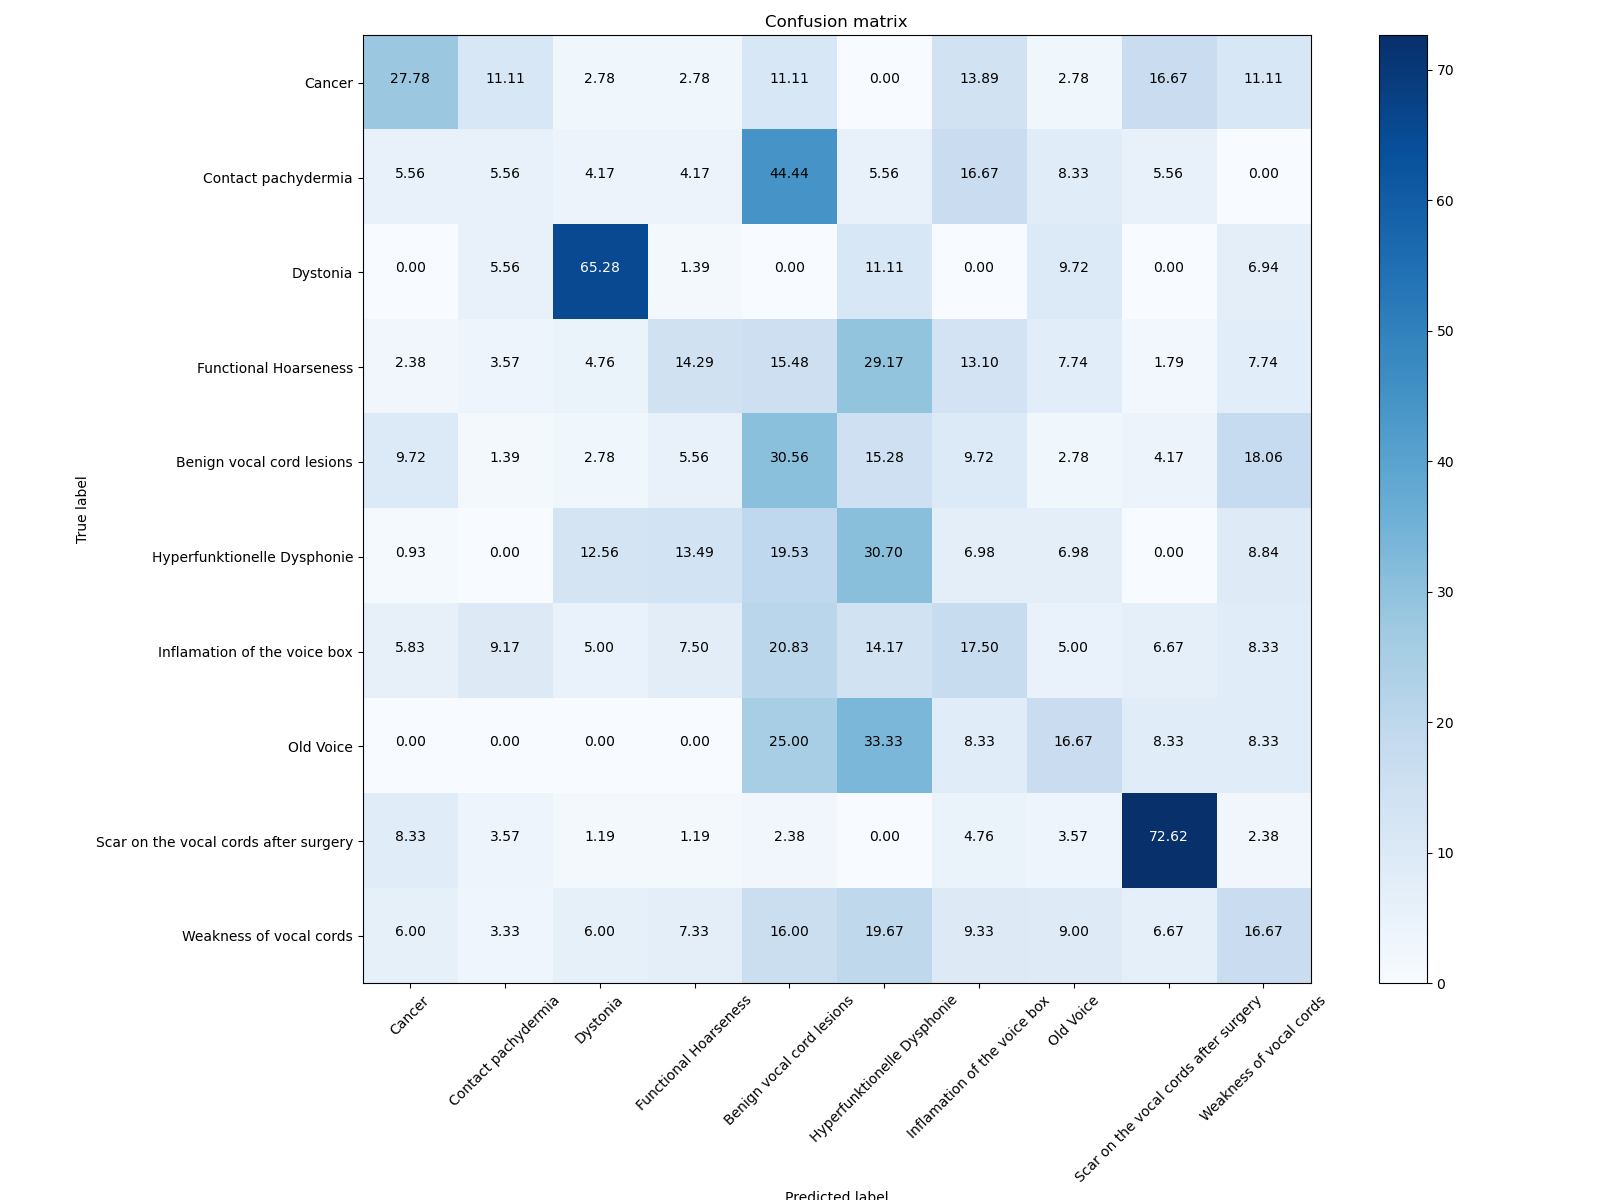 Confusion matrix
Cancer 27.78 11.11 2.78 2.78 11.11 0.00 13.89 2.78 16.67 11.11
Contact pachydermia 5.56 5.56 4.17 4.17 44.44 5.56 16.67 8.33 5.56 0.00
Dystonia 0.00 5.56 65.28 1.39 0.00 11.11 0.00 9.72 0.00 6.94
Functional Hoarseness 2.38 3.57 4.76 14.29 15.48 29.17 13.10 7.74 1.79 7.74
Benign vocal cord lesions 9.72 1.39 2.78 5.56 30.56 15.28 9.72 2.78 4.17 18.06
Hyperfunktionelle Dysphonie 0.93 0.00 12.56 13.49 19.53 30.70 6.98 6.98 0.00 8.84
Inflamation of the voice box 5.83 9.17 5.00 7.50 20.83 14.17 17.50 5.00 6.67 8.33
Old Voice 0.00 0.00 0.00 0.00 25.00 33.33 8.33 16.67 8.33 8.33
Scar on the vocal cords after surgery 8.33 3.57 1.19 1.19 2.38 0.00 4.76 3.57 72.62 2.38
Weakness of vocal cords 6.00 3.33 6.00 7.33 16.00 19.67 9.33 9.00 6.67 16.67
True label
Cancer
Contact pachydermia
Dystonia
Functional Hoarseness
Benign vocal cord lesions
Hyperfunktionelle Dysphonie
Inflamation of the voice box
Old Voice
Scar on the vocal cords after surgery
Weakness of vocal cords
Predicted label
70
60
50
40
30
20
10
0